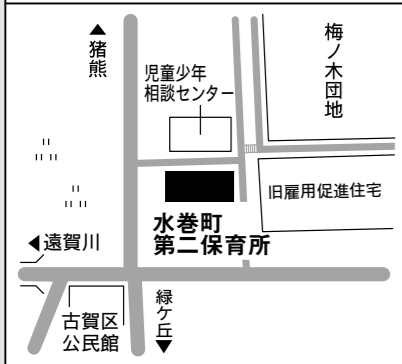 ▲
猪熊
児童少年
相談センター
梅ノ木団地
旧雇用促進住宅
水巻町
第二保育所
◀遠賀川
古賀区
公民館
緑ケ丘
▼